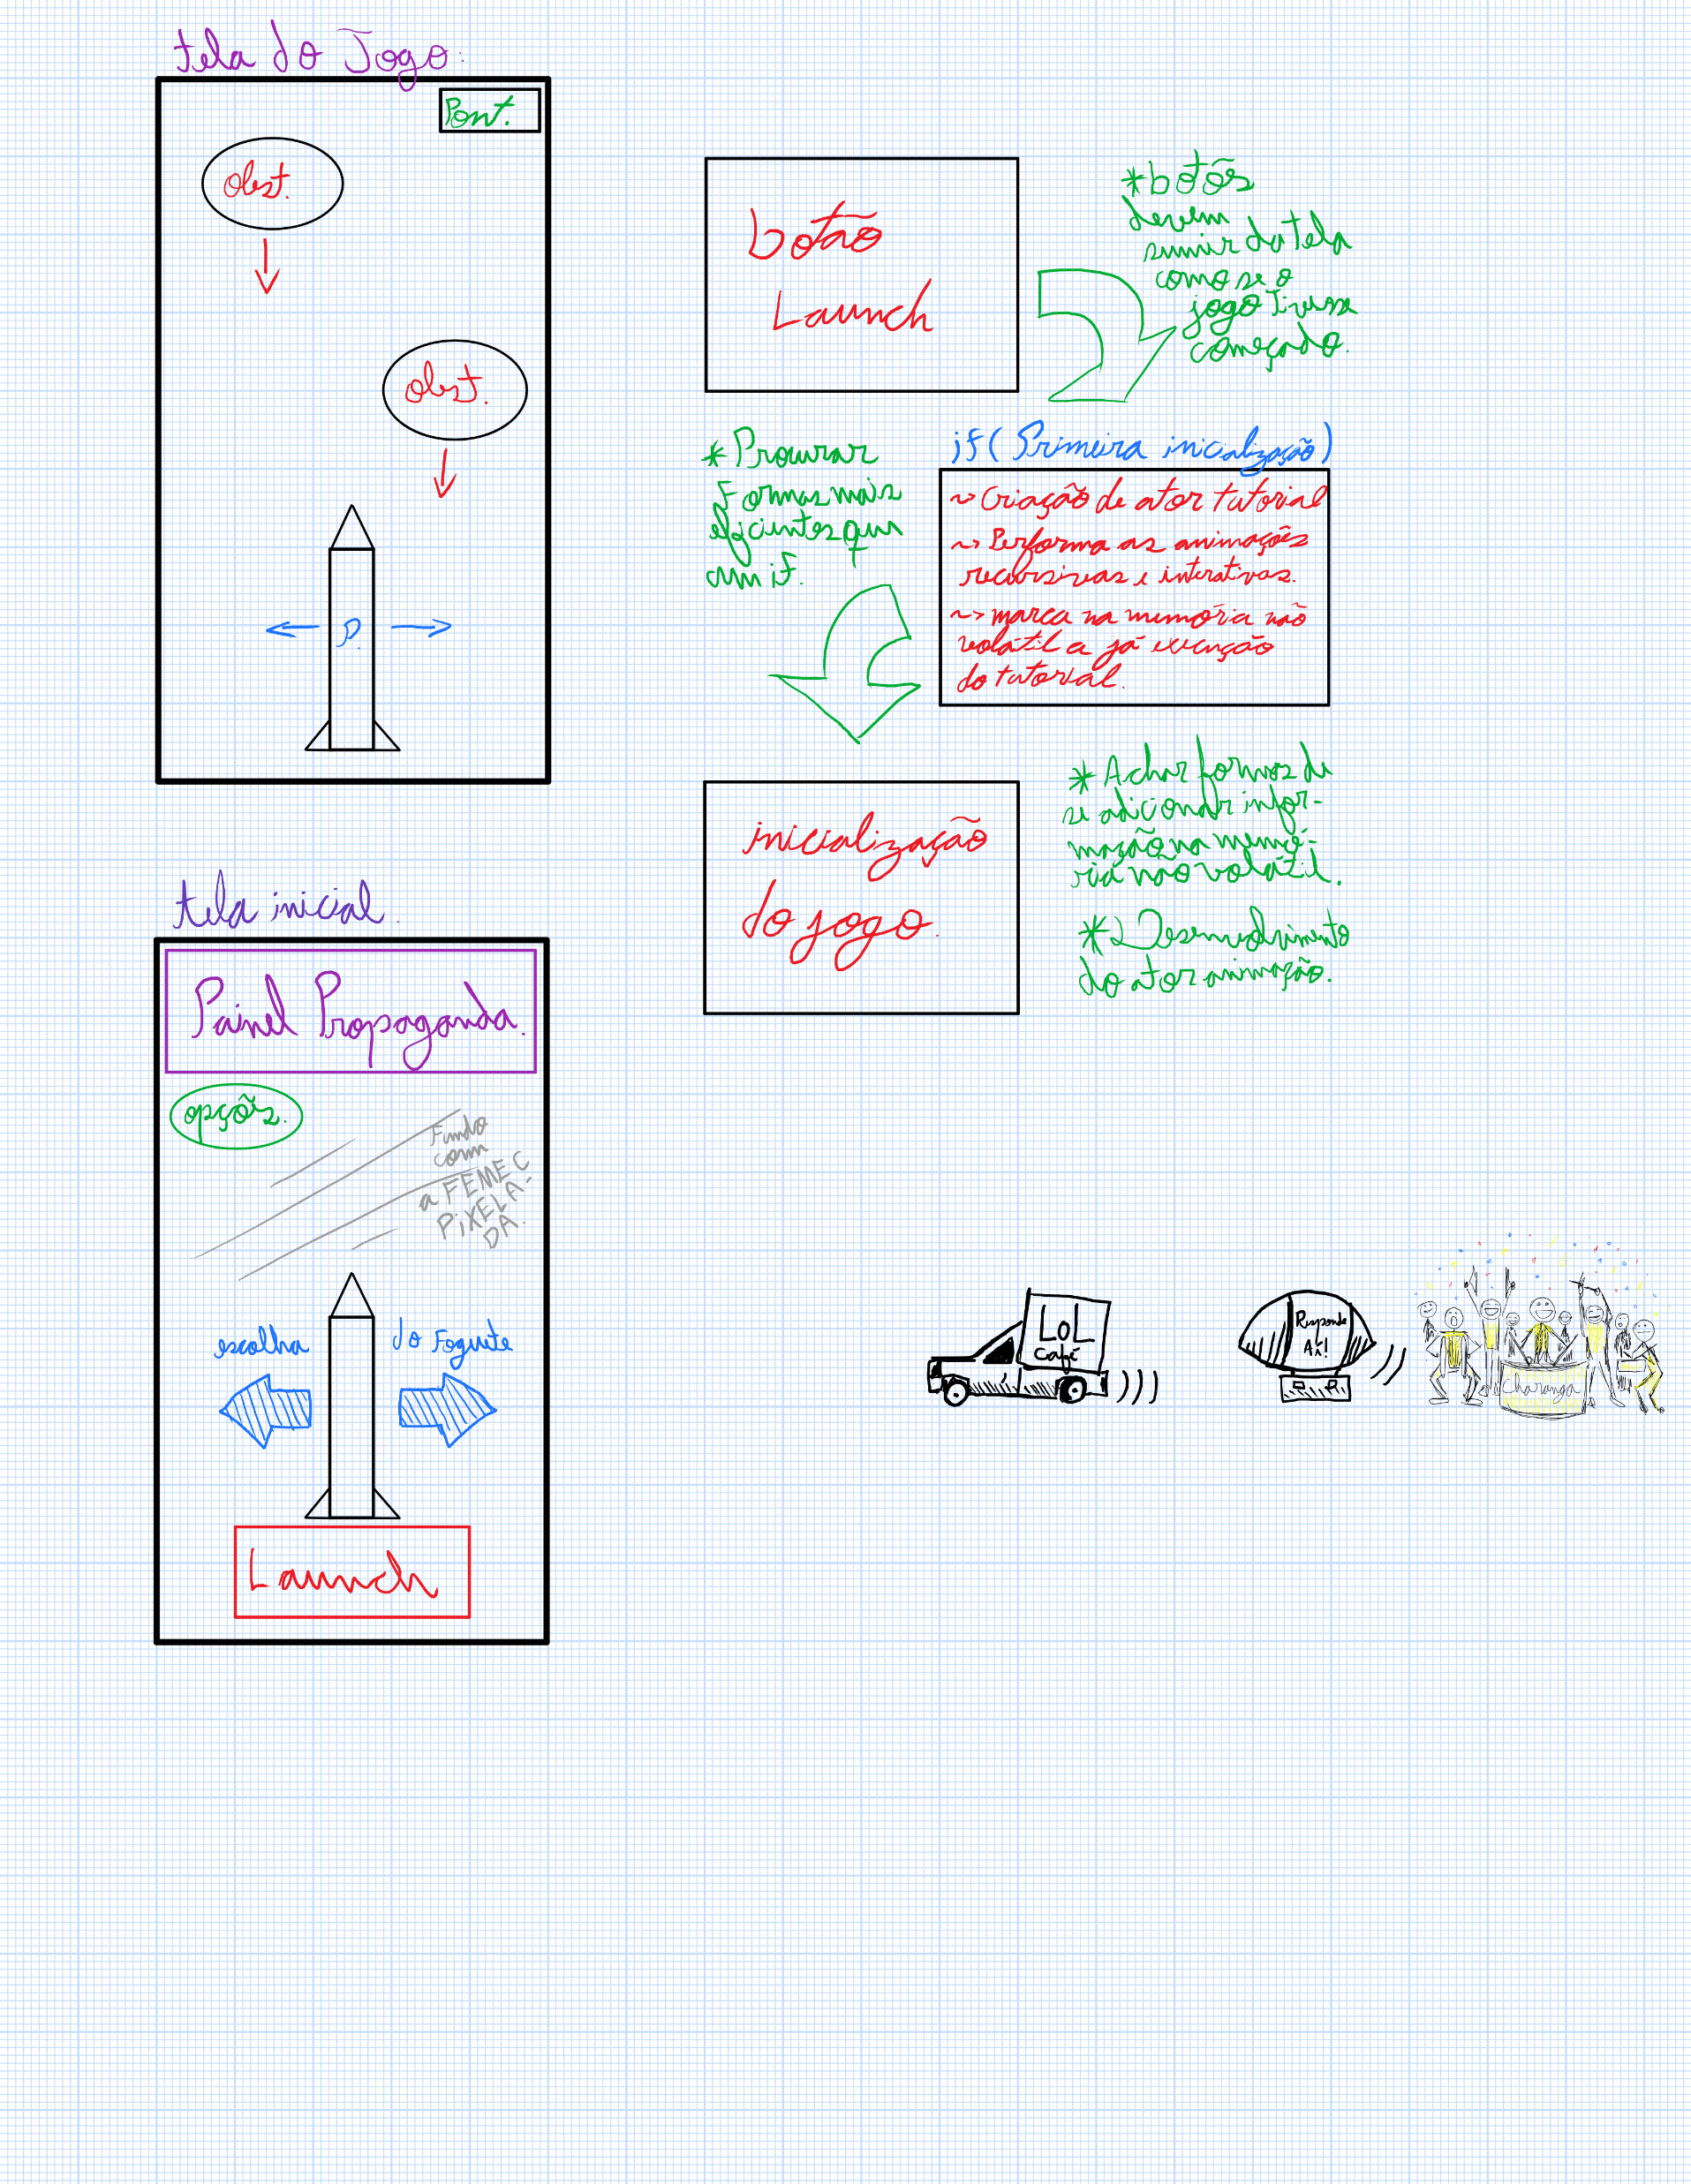 tela do Jogo:
Pont.
obst.
obst.
P.
tela inicial.
Painel Propaganda.
opções.
Fundo
com
a FEMEC
PIXELA-
DA.
escolha do Foguete
Launch
botão
Launch
*botões
devem
sumir da tela
como se o
jogo tivesse
começado.
if (Primeira inicialização)
~> Criação de ator tutorial
~> Performa as animações
recursivas e interativas.
~> marca na memória não
volátil a já execução
do tutorial.
* Procurar
Formas mais
eficientes que
um if.
inicialização
do jogo.
* Achar formas de
se adicionar infor-
mação na memó-
ria não volátil.
* Desenvolvimento
do ator animação.
LoL
Café
Responde
Aí!
Charanga